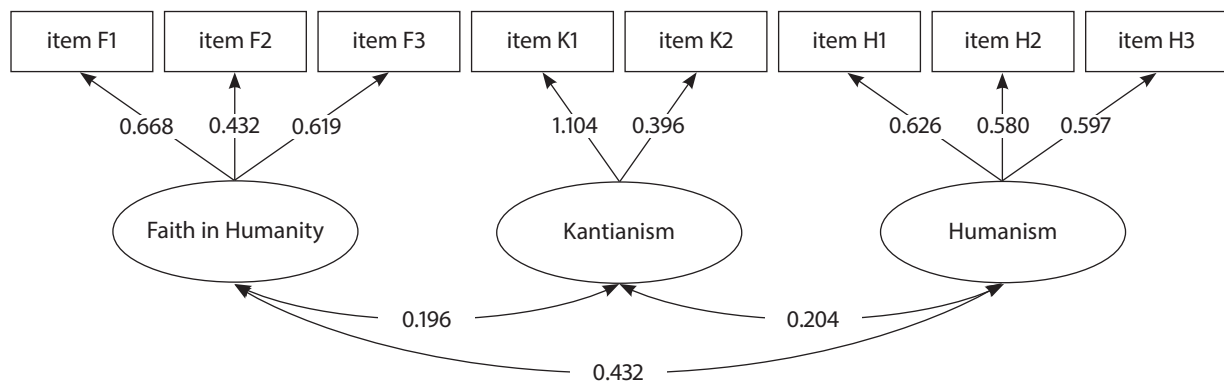 item F1
item F2
item F3
item K1
item K2
item H1
item H2
item H3
0.668
0.432
0.619
1.104
0.396
0.626
0.580
0.597
Faith in Humanity
Kantianism
Humanism
0.196
0.204
0.432